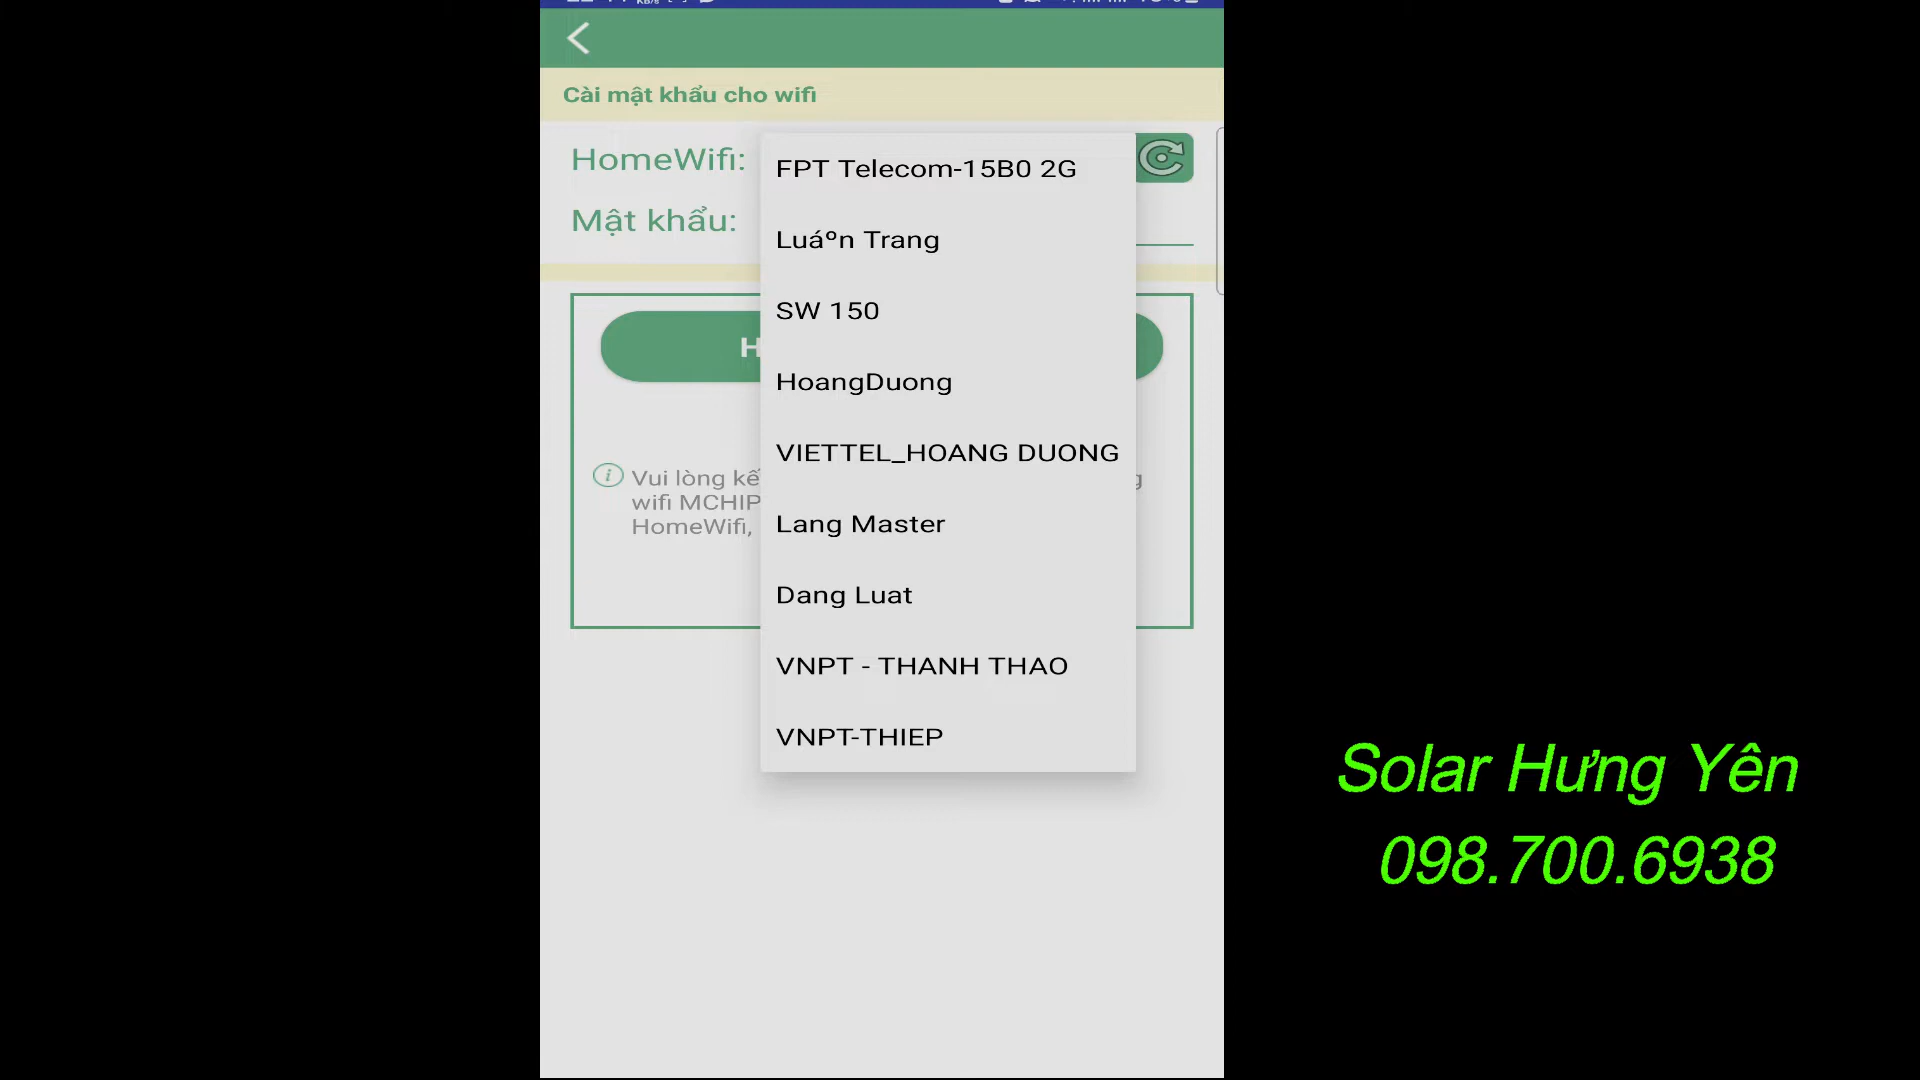 Cài mật khẩu cho wifi
HomeWifi:
FPT Telecom-15B0 2G
Mật khẩu:
Luáºn Trang
SW 150
H
HoangDuong
VIETTEL_HOANG DUONG
Vui lòng kế
wifi MCHIP
HomeWifi,
Lang Master
Dang Luat
VNPT - THANH THAO
VNPT-THIEP
Solar Hưng Yên
098.700.6938